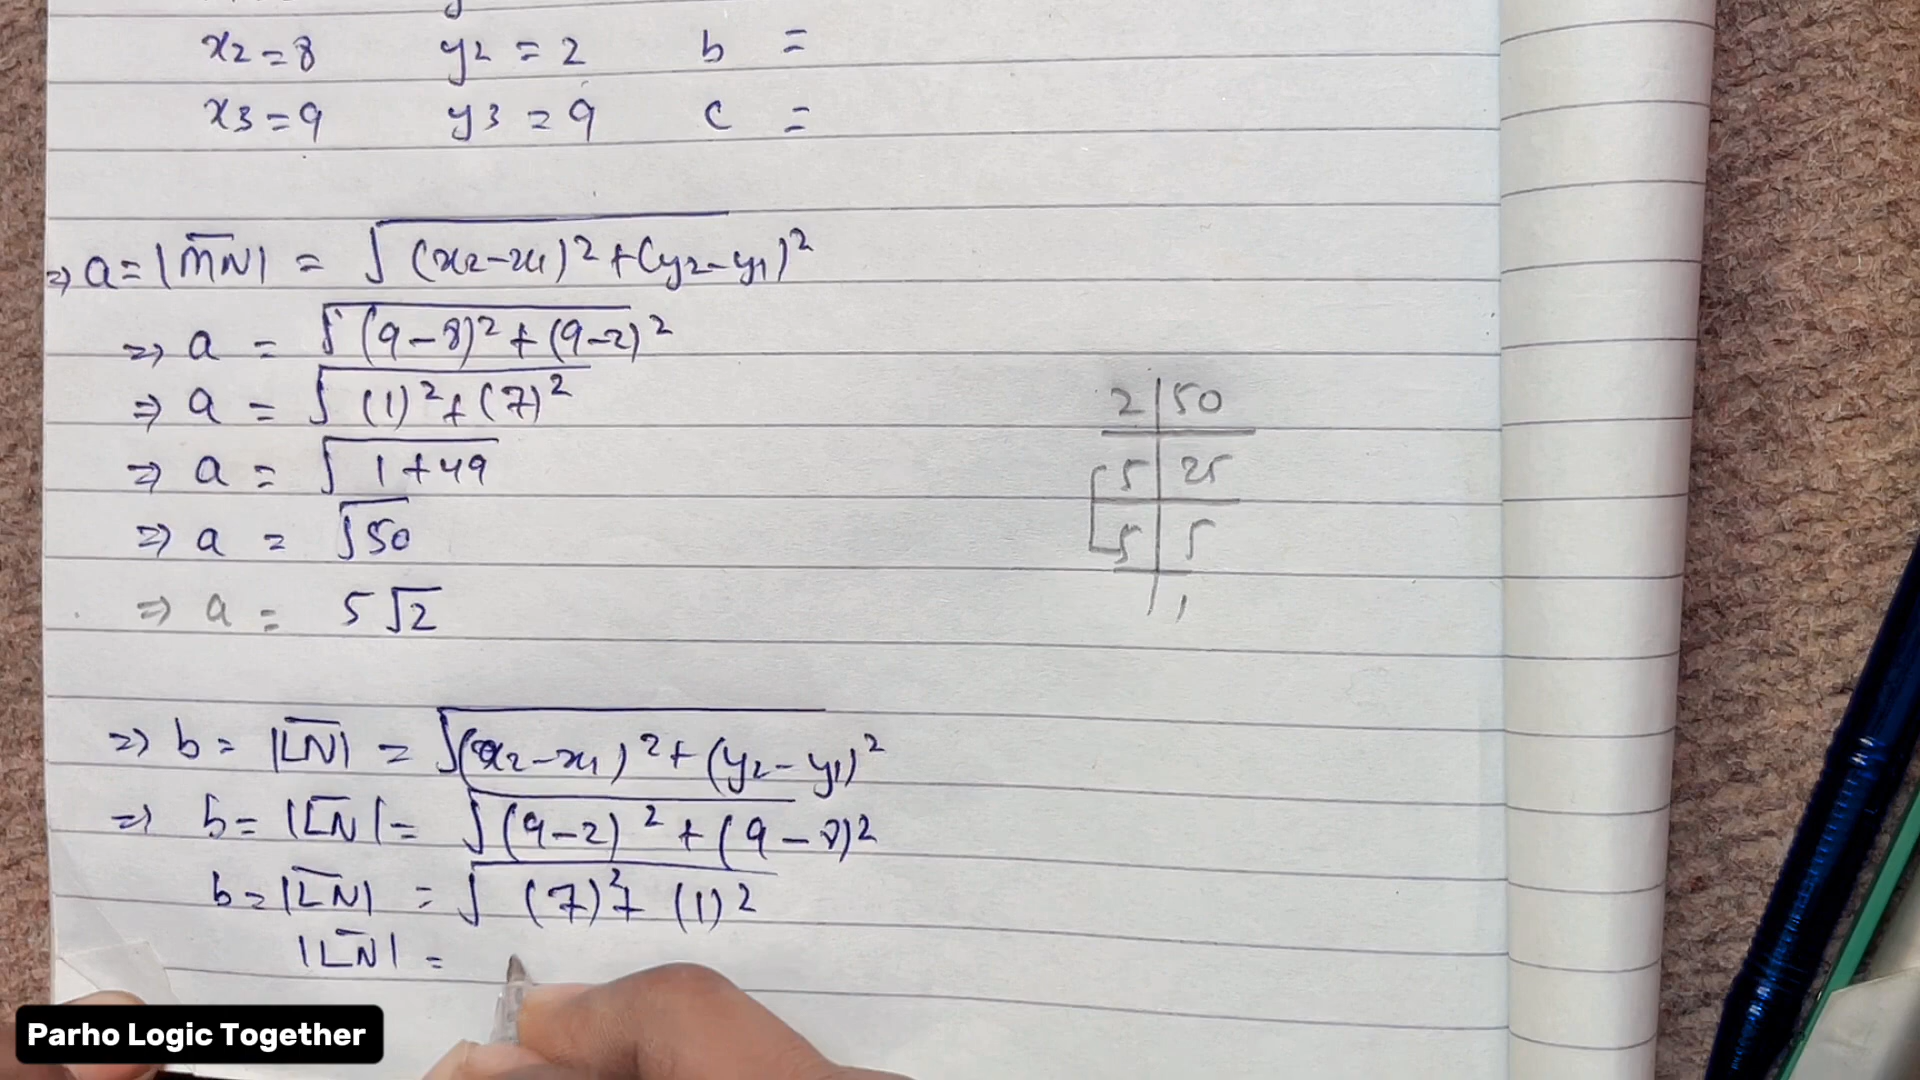 x2=8 y2 = 2 b =
x3=9 y3 = 9 c =
⇒ a = |MN| = √(x2-x1)² + (y2-y1)²
⇒ a = √(9-8)² + (9-2)²
⇒ a = √(1)² + (7)²
⇒ a = √1+49
⇒ a = √50
⇒ a = 5√2
2 | 50
5 | 25
5 | 5
| 1
⇒ b = |LN| = √(x2-x1)² + (y2-y1)²
⇒ b = |LN| = √(9-2)² + (9-8)²
b = |LN| = √(7)² + (1)²
|LN| =
Parho Logic Together